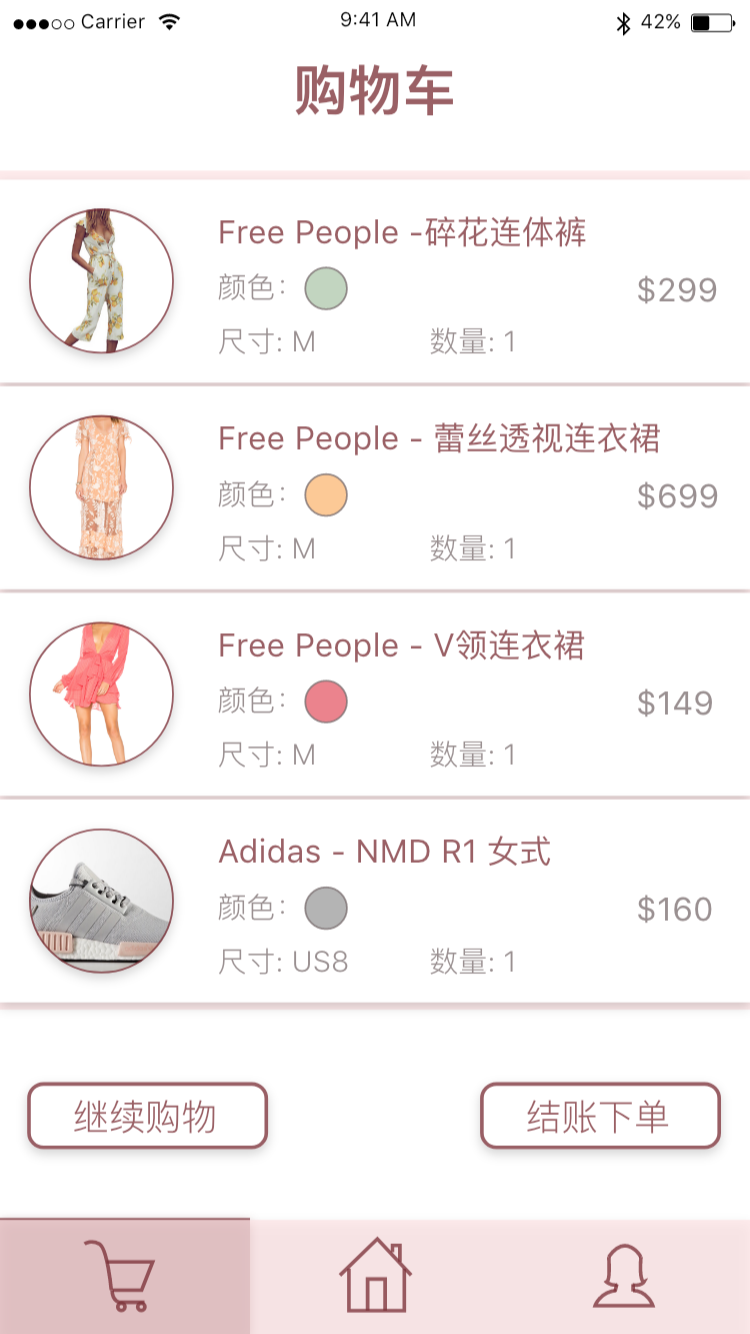 Carrier 9:41 AM 42%
购物车
Free People -碎花连体裤
颜色：
$299
尺寸: M 数量: 1
Free People - 蕾丝透视连衣裙
颜色：
$699
尺寸: M 数量: 1
Free People - V领连衣裙
颜色：
$149
尺寸: M 数量: 1
Adidas - NMD R1 女式
颜色：
$160
尺寸: US8 数量: 1
继续购物 结账下单